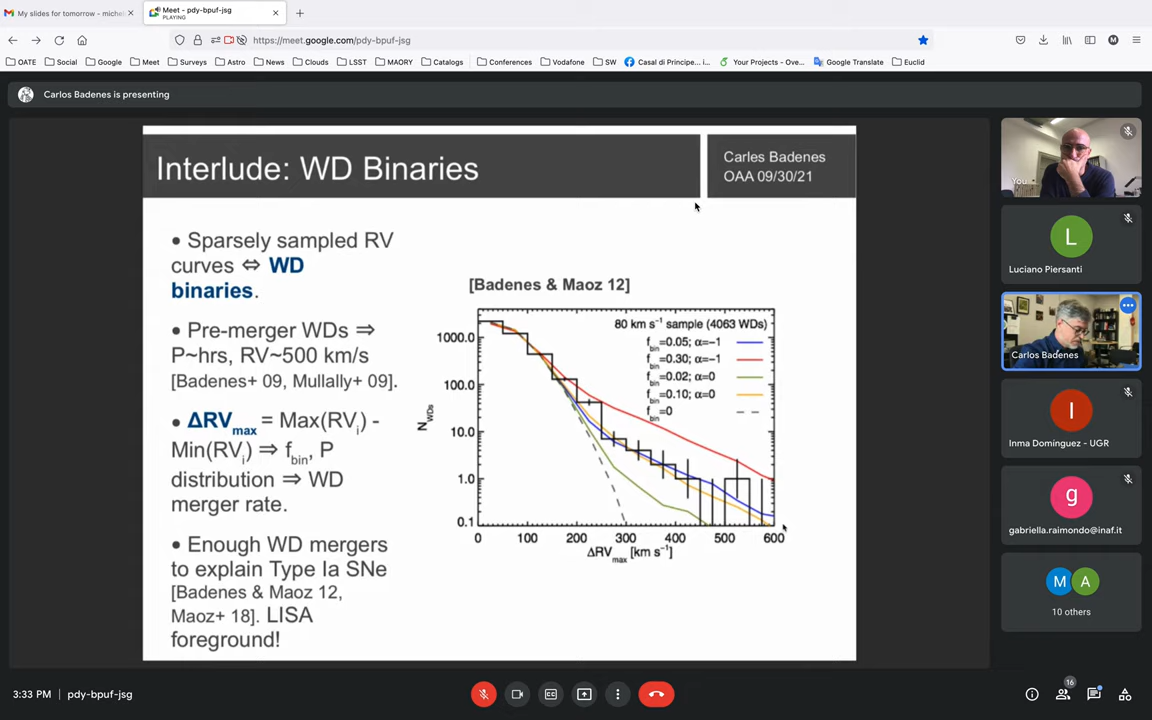 My slides for tomorrow - michel
Meet - pdy-bpuf-jsg
PLAYING
https://meet.google.com/pdy-bpuf-jsg
OATE
Social
Google
Meet
Surveys
Astro
News
Clouds
LSST
MAORY
Catalogs
Conferences
Vodafone
SW
Casal di Principe... i...
Your Projects - Ove...
Google Translate
Euclid
Carlos Badenes is presenting
Interlude: WD Binaries
Carles Badenes
OAA 09/30/21
• Sparsely sampled RV
curves ⇔ WD
binaries.
• Pre-merger WDs ⇒
P~hrs, RV~500 km/s
[Badenes+ 09, Mullally+ 09].
• ΔRVmax = Max(RVi) -
Min(RVi) ⇒ fbin, P
distribution ⇒ WD
merger rate.
• Enough WD mergers
to explain Type Ia SNe
[Badenes & Maoz 12,
Maoz+ 18]. LISA
foreground!
[Badenes & Maoz 12]
80 km s⁻¹ sample (4063 WDs)
fbin=0.05; α=−1
fbin=0.30; α=−1
fbin=0.02; α=0
fbin=0.10; α=0
fbin=0
NWDs
1000.0
100.0
10.0
1.0
0.1
0 100 200 300 400 500 600
ΔRVmax [km s⁻¹]
You
L
Luciano Piersanti
Carlos Badenes
I
Inma Dominguez - UGR
g
gabriella.raimondo@inaf.it
M A
10 others
3:33 PM | pdy-bpuf-jsg
16